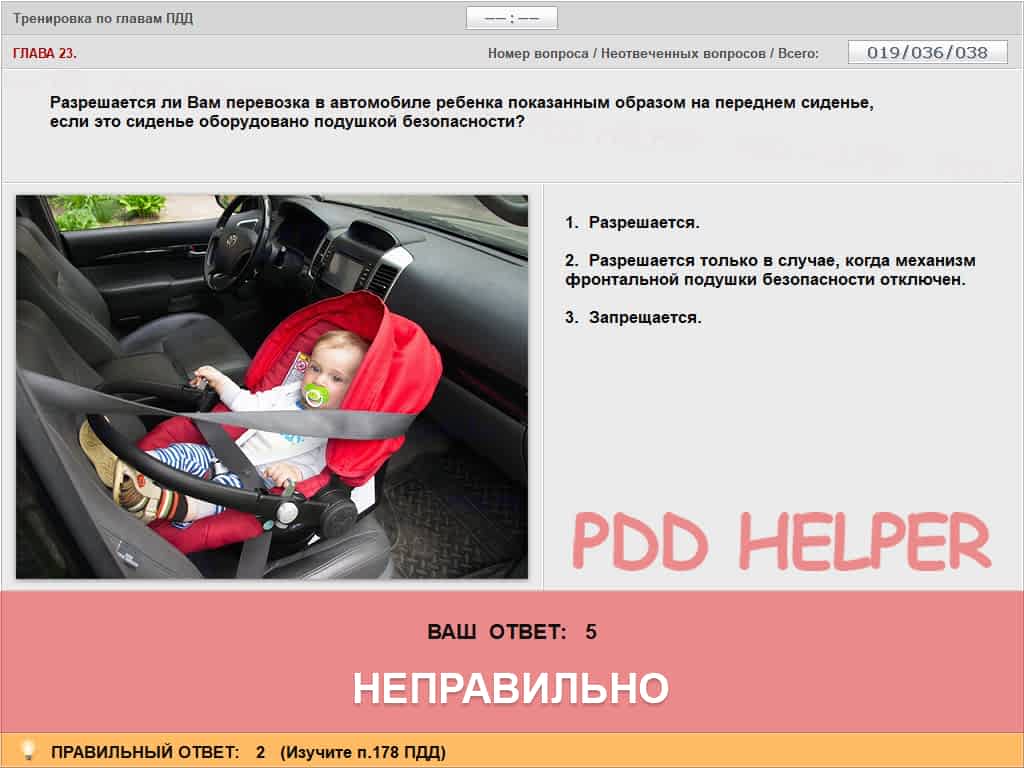 Тренировка по главам ПДД
—— : ——
ГЛАВА 23.
Номер вопроса / Неотвеченных вопросов / Всего:
019/036/038
Разрешается ли Вам перевозка в автомобиле ребенка показанным образом на переднем сиденье,
если это сиденье оборудовано подушкой безопасности?
1. Разрешается.
2. Разрешается только в случае, когда механизм
фронтальной подушки безопасности отключен.
3. Запрещается.
PDD HELPER
ВАШ ОТВЕТ: 5
НЕПРАВИЛЬНО
ПРАВИЛЬНЫЙ ОТВЕТ: 2 (Изучите п.178 ПДД)